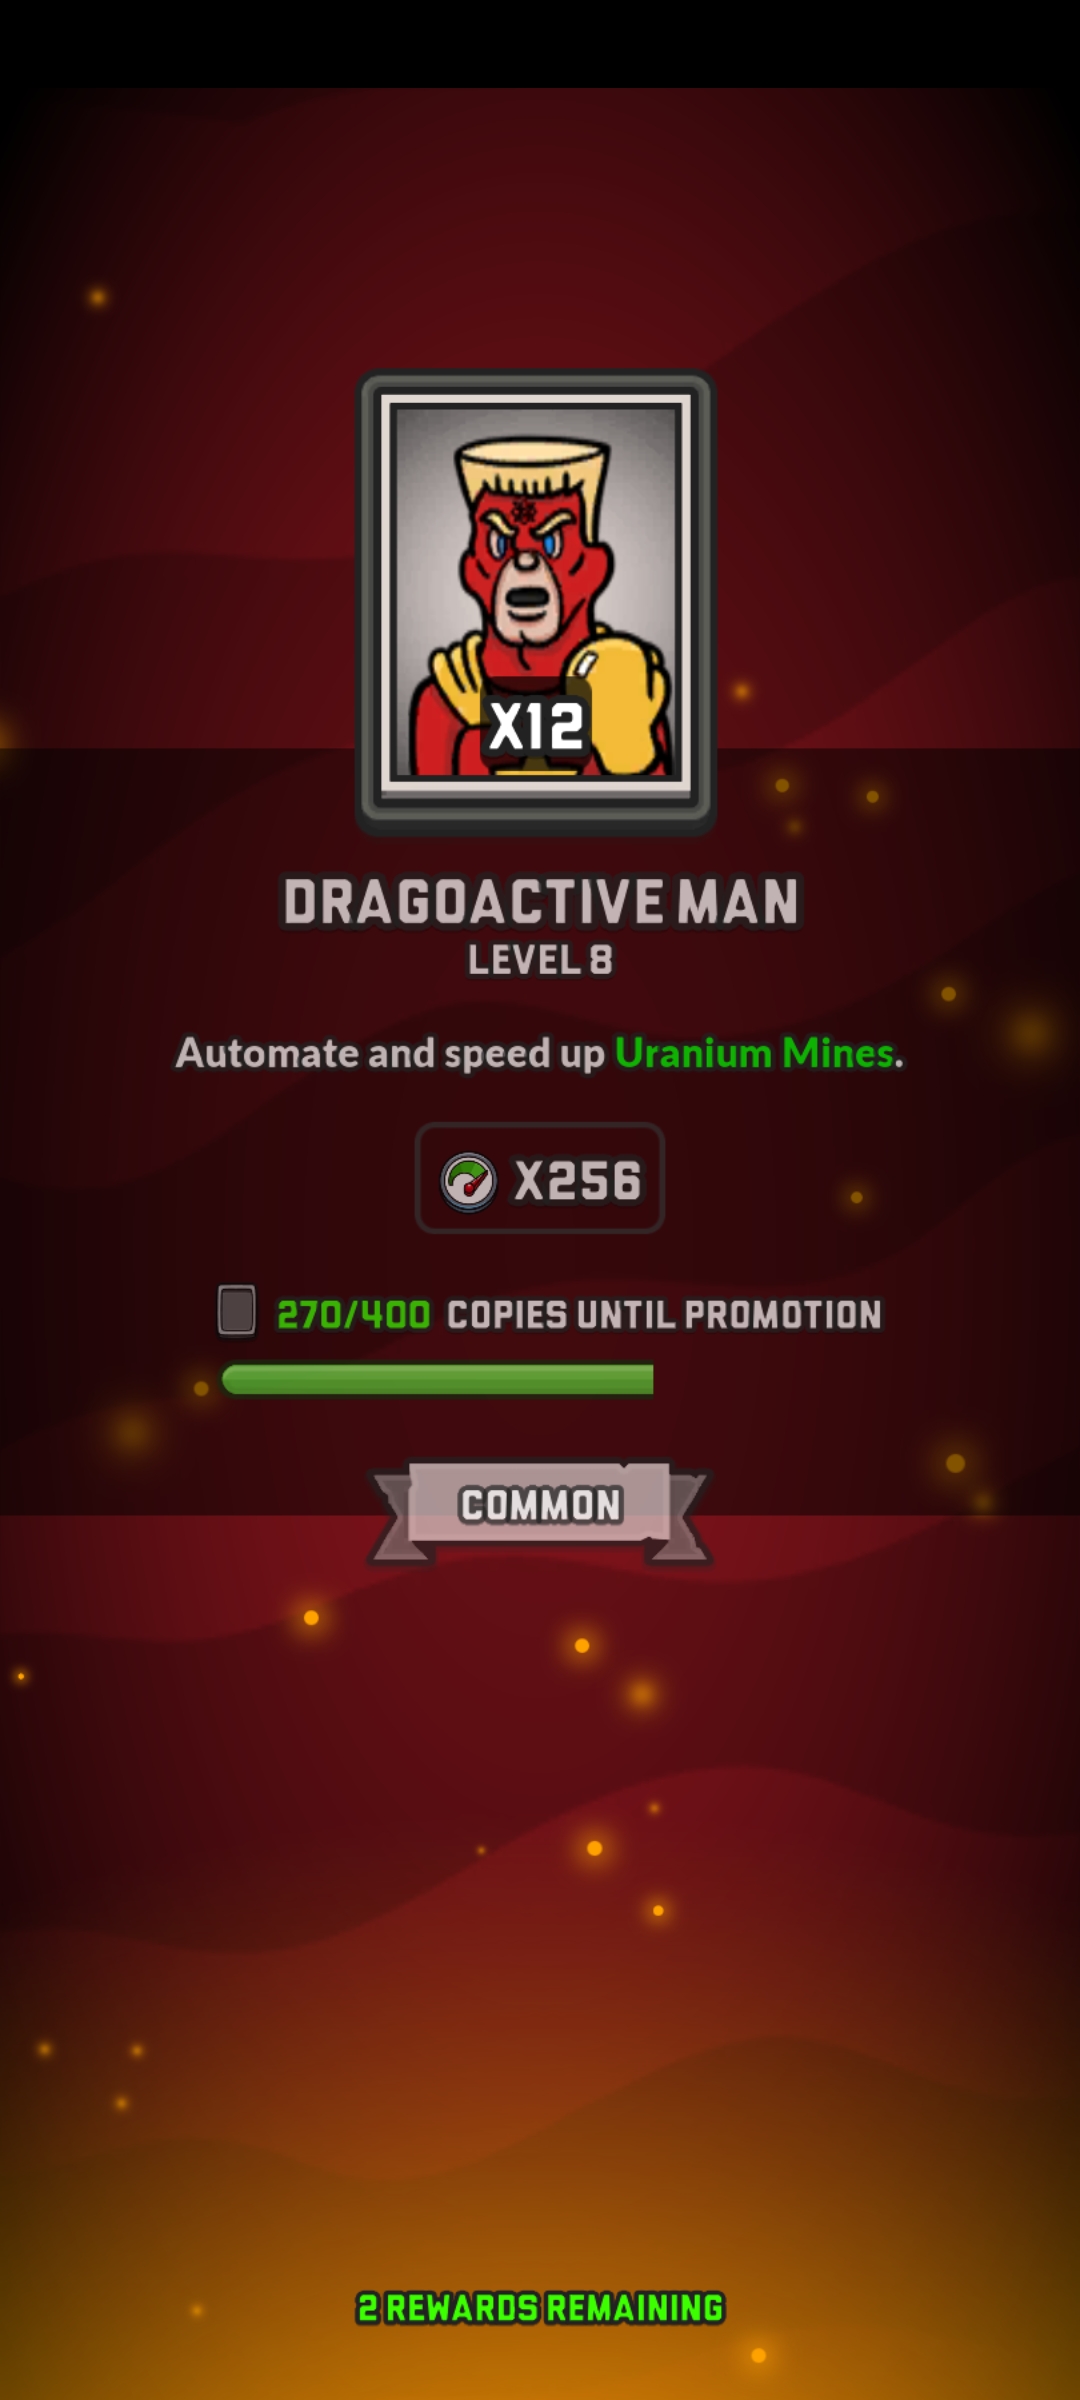 X12
DRAGOACTIVE MAN
LEVEL 8
Automate and speed up Uranium Mines.
X256
270/400 COPIES UNTIL PROMOTION
COMMON
2 REWARDS REMAINING